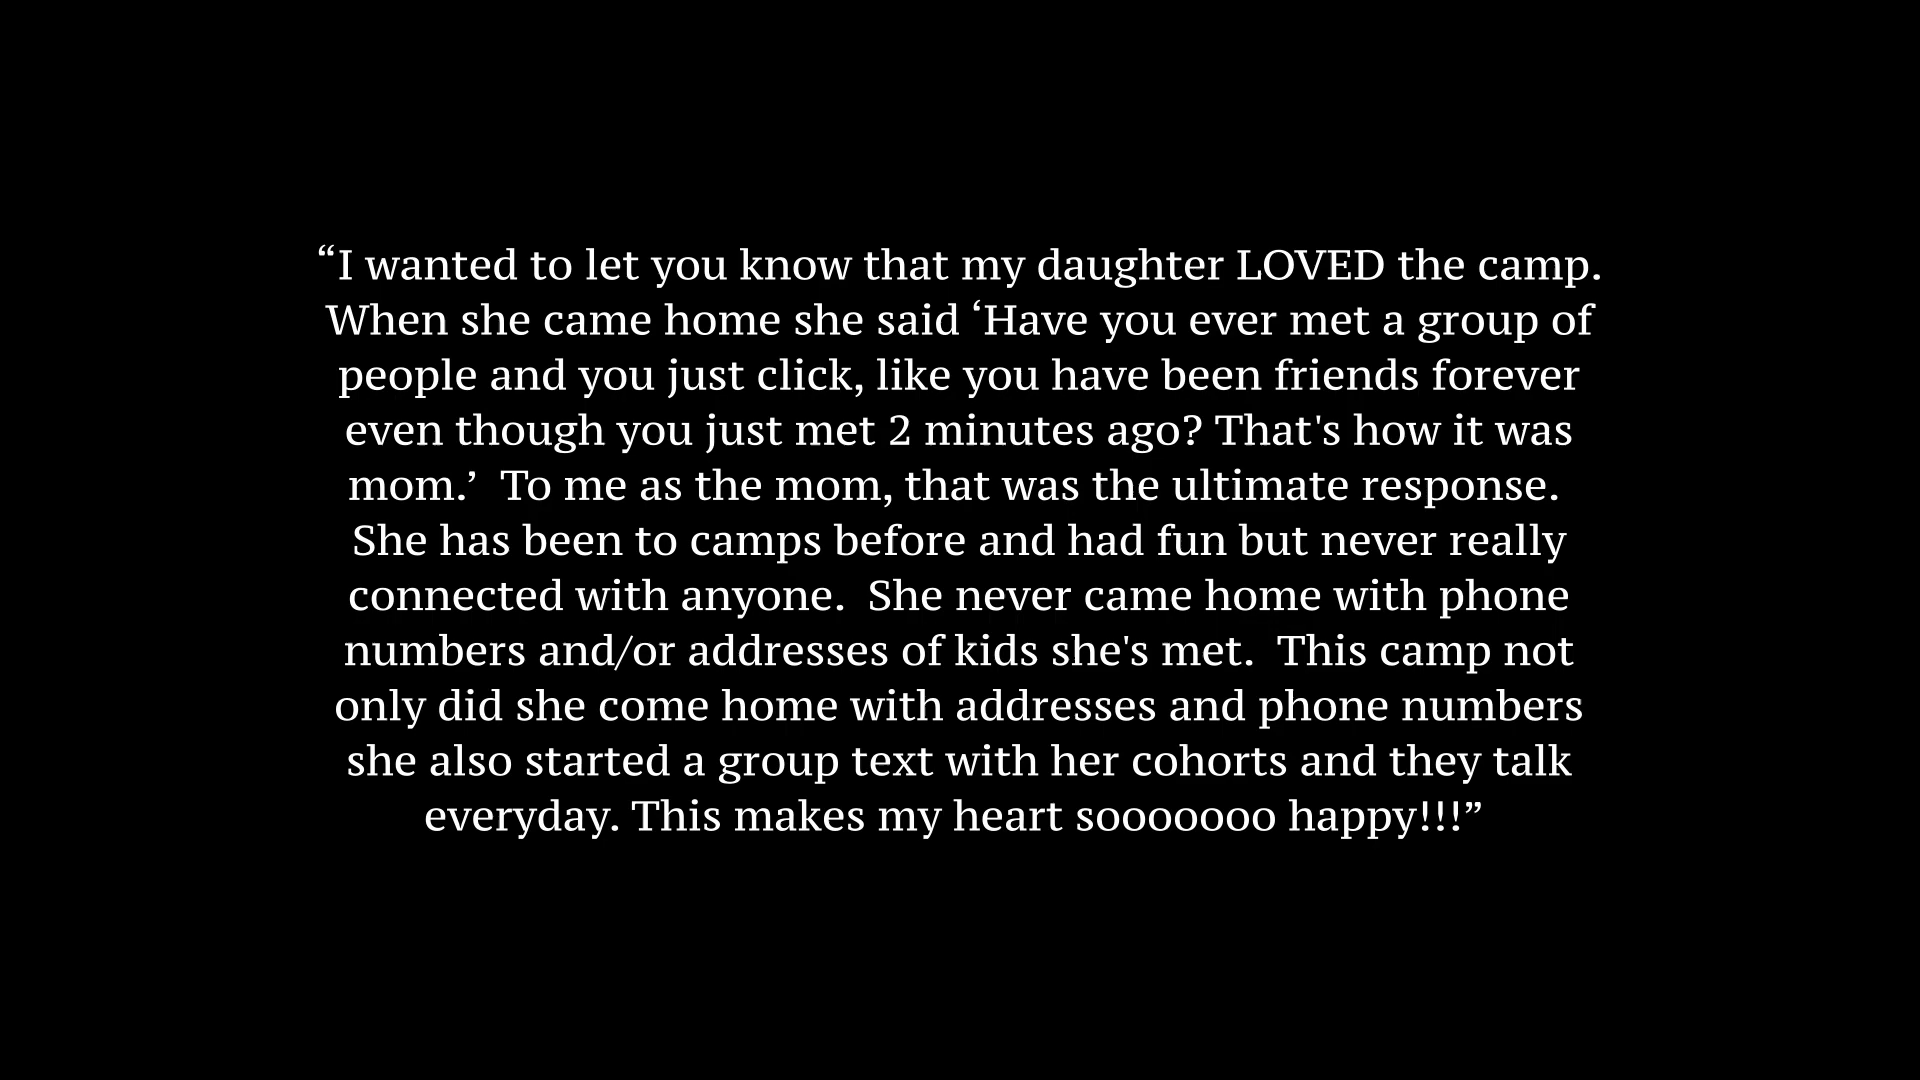 “I wanted to let you know that my daughter LOVED the camp.
When she came home she said ‘Have you ever met a group of
people and you just click, like you have been friends forever
even though you just met 2 minutes ago? That's how it was
mom.’  To me as the mom, that was the ultimate response.
She has been to camps before and had fun but never really
connected with anyone.  She never came home with phone
numbers and/or addresses of kids she's met.  This camp not
only did she come home with addresses and phone numbers
she also started a group text with her cohorts and they talk
everyday. This makes my heart sooooooo happy!!!”